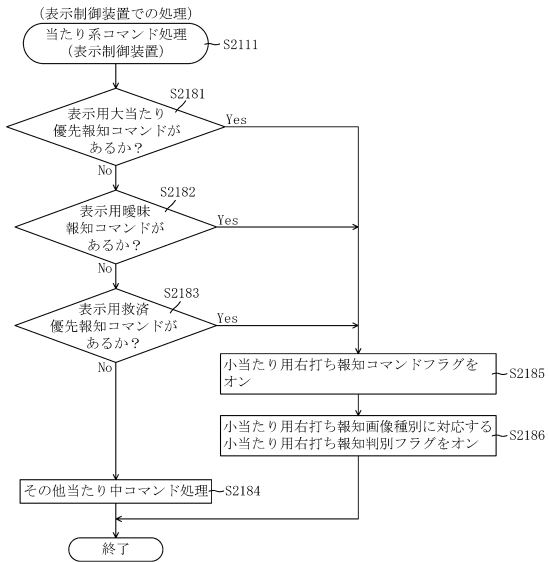 (表示制御装置での処理)
当たり系コマンド処理
(表示制御装置)
S2111
S2181
表示用大当たり
優先報知コマンドが
あるか？
Yes
No
S2182
表示用曖昧
報知コマンドが
あるか？
Yes
No
S2183
表示用救済
優先報知コマンドが
あるか？
Yes
No
小当たり用右打ち報知コマンドフラグを
オン
S2185
小当たり用右打ち報知画像種別に対応する
小当たり用右打ち報知判別フラグをオン
S2186
その他当たり中コマンド処理
S2184
終了